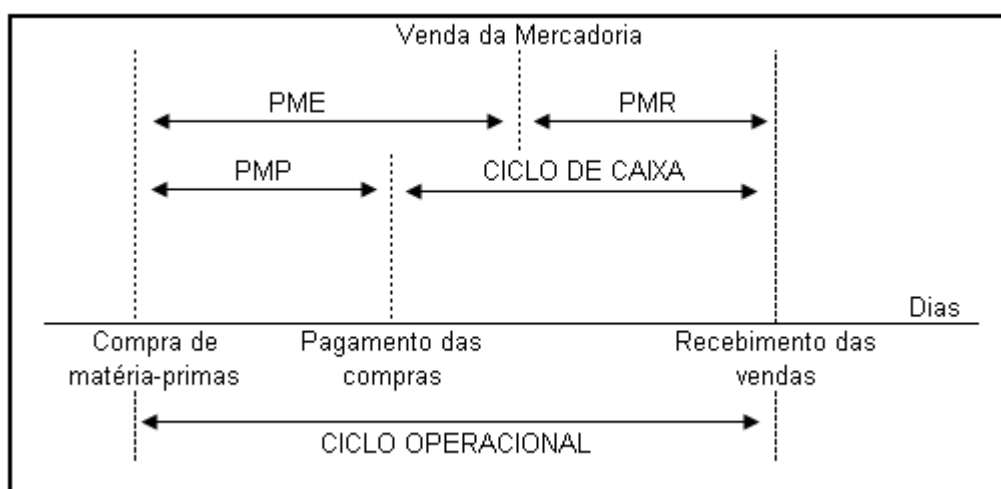 Venda da Mercadoria
PME
PMR
PMP
CICLO DE CAIXA
Dias
Compra de
matéria-primas
Pagamento das
compras
Recebimento das
vendas
CICLO OPERACIONAL